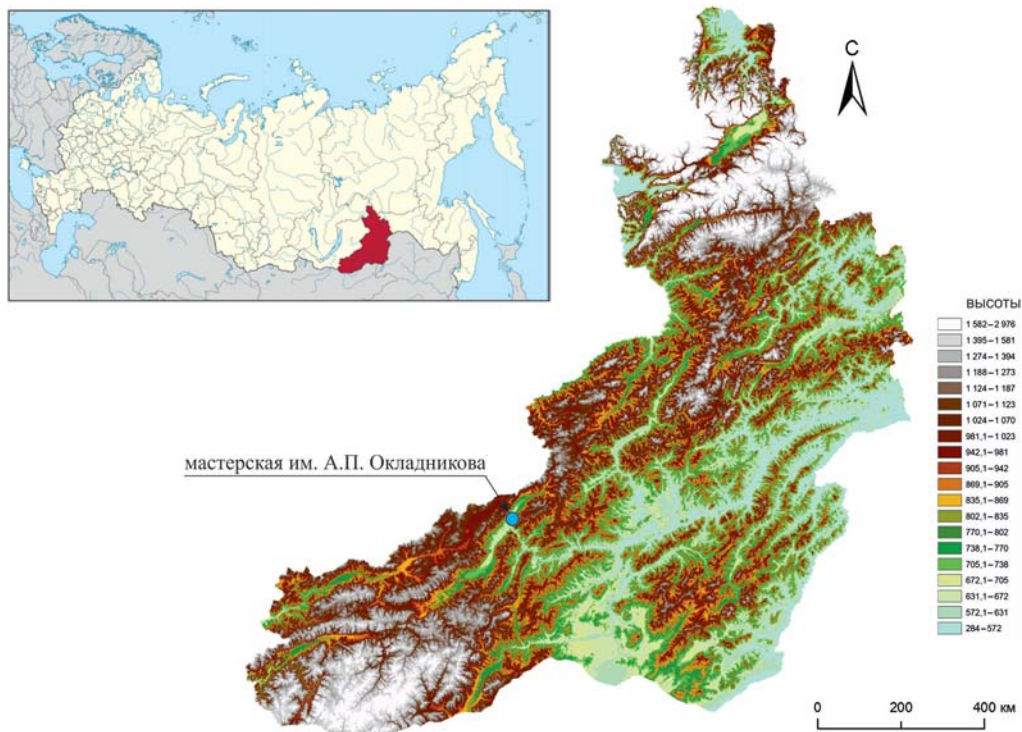 С
ВЫСОТЫ
1 582–2 976
1 395–1 581
1 274–1 394
1 188–1 273
1 124–1 187
1 071–1 123
1 024–1 070
981,1–1 023
942,1–981
905,1–942
869,1–905
835,1–869
802,1–835
770,1–802
738,1–770
705,1–738
672,1–705
631,1–672
572,1–631
284–572
мастерская им. А.П. Окладникова
0 200 400 км